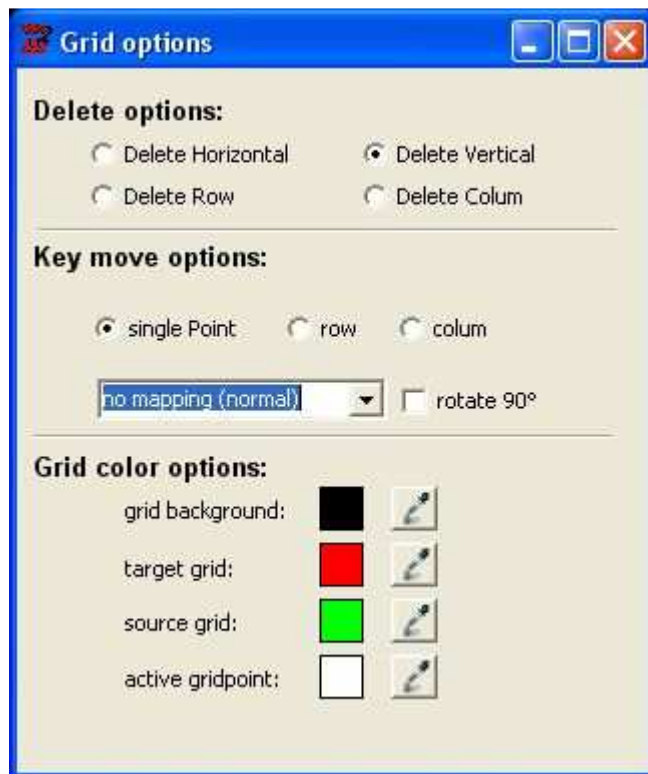 Grid options
Delete options:
Delete Horizontal Delete Vertical
Delete Row Delete Colum
Key move options:
single Point row colum
no mapping (normal) rotate 90°
Grid color options:
grid background:
target grid:
source grid:
active gridpoint: